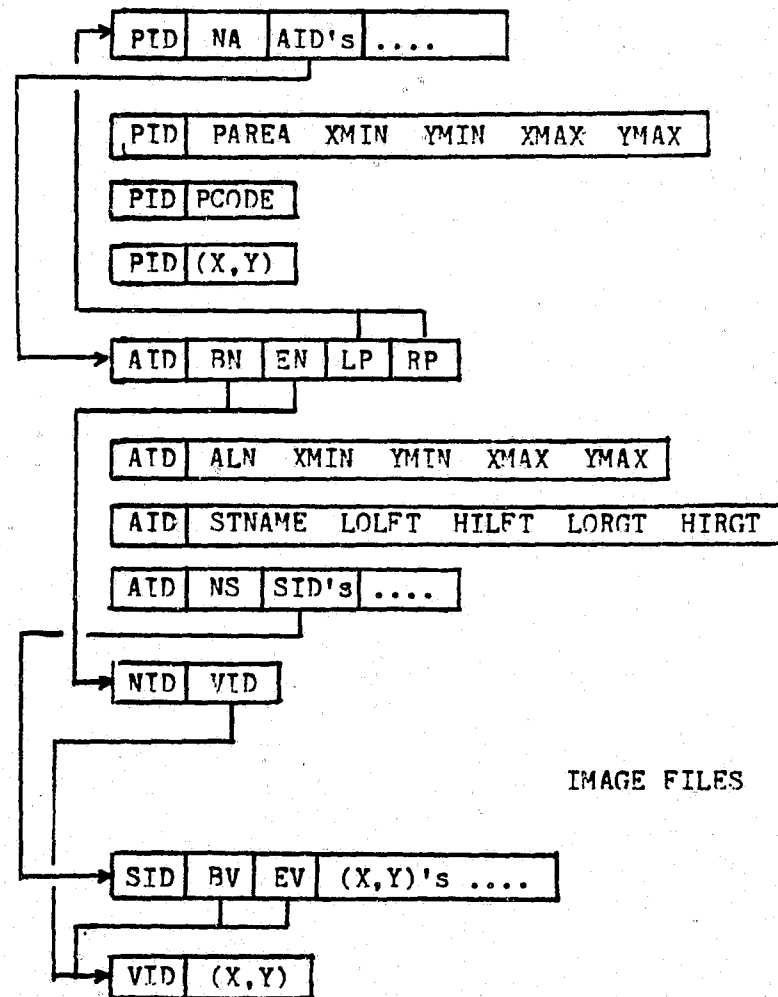 PID NA AID's ....
PID PAREA XMIN YMIN XMAX YMAX
PID PCODE
PID (X,Y)
AID BN EN LP RP
AID ALN XMIN YMIN XMAX YMAX
AID STNAME LOLFT HILFT LORGT HIRGT
AID NS SID's ....
NID VID
IMAGE FILES
SID BV EV (X,Y)'s ....
VID (X,Y)